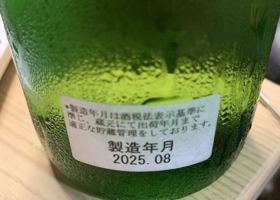 *製造年月は酒税法表示基準に
準じ、蔵元にて出荷年月まで
適正な貯蔵管理をしております。
製造年月
2025. 08